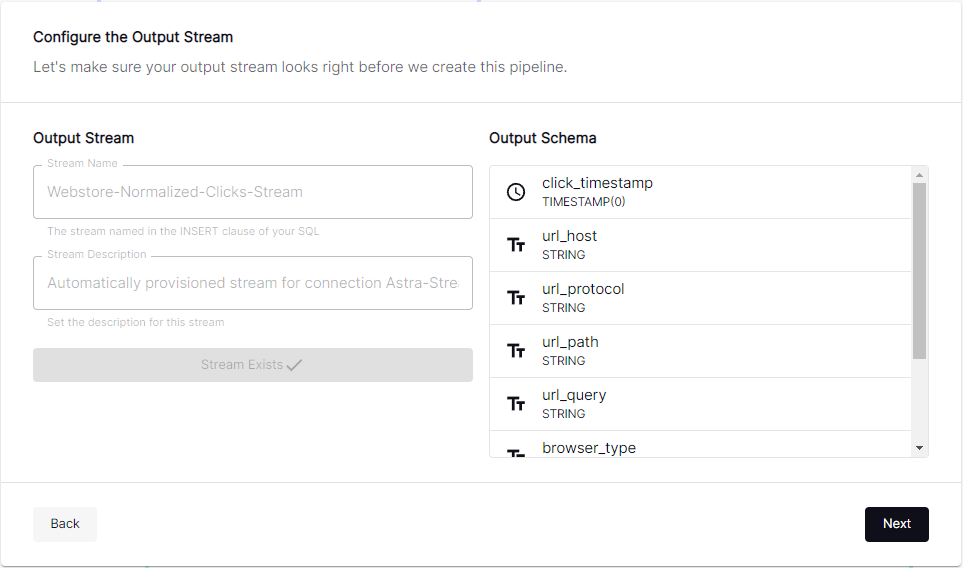 Configure the Output Stream
Let's make sure your output stream looks right before we create this pipeline.
Output Stream
Stream Name
Webstore-Normalized-Clicks-Stream
The stream named in the INSERT clause of your SQL
Stream Description
Automatically provisioned stream for connection Astra-Stre
Set the description for this stream
Stream Exists
Output Schema
click_timestamp
TIMESTAMP(0)
url_host
STRING
url_protocol
STRING
url_path
STRING
url_query
STRING
browser_type
Back
Next